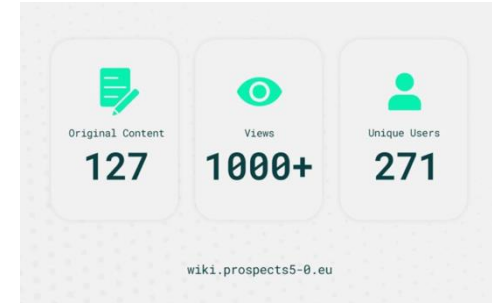 Original Content
127
Views
1000+
Unique Users
271
wiki.prospects5-0.eu